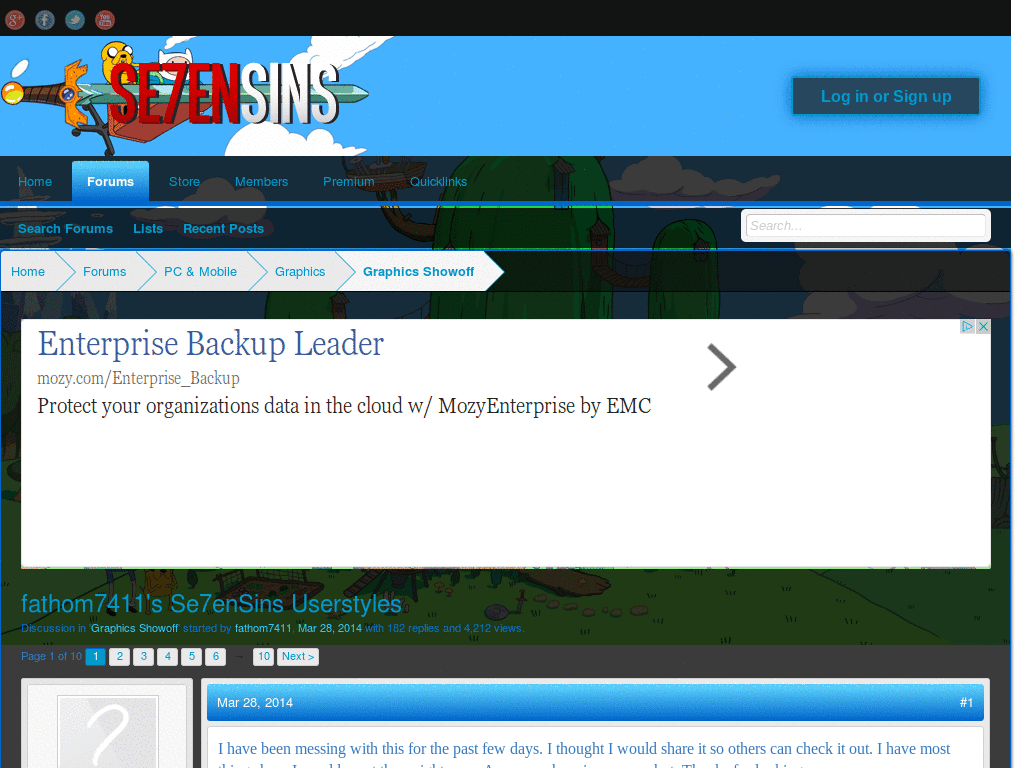 SE7ENSINS
Log in or Sign up
Home Forums Store Members Premium Quicklinks
Search Forums Lists Recent Posts
Search...
Home Forums PC & Mobile Graphics Graphics Showoff
Enterprise Backup Leader
mozy.com/Enterprise_Backup
Protect your organizations data in the cloud w/ MozyEnterprise by EMC
fathom7411's Se7enSins Userstyles
Discussion in 'Graphics Showoff' started by fathom7411, Mar 28, 2014 with 182 replies and 4,212 views.
Page 1 of 10 1 2 3 4 5 6 → 10 Next >
Mar 28, 2014 #1
I have been messing with this for the past few days. I thought I would share it so others can check it out. I have most